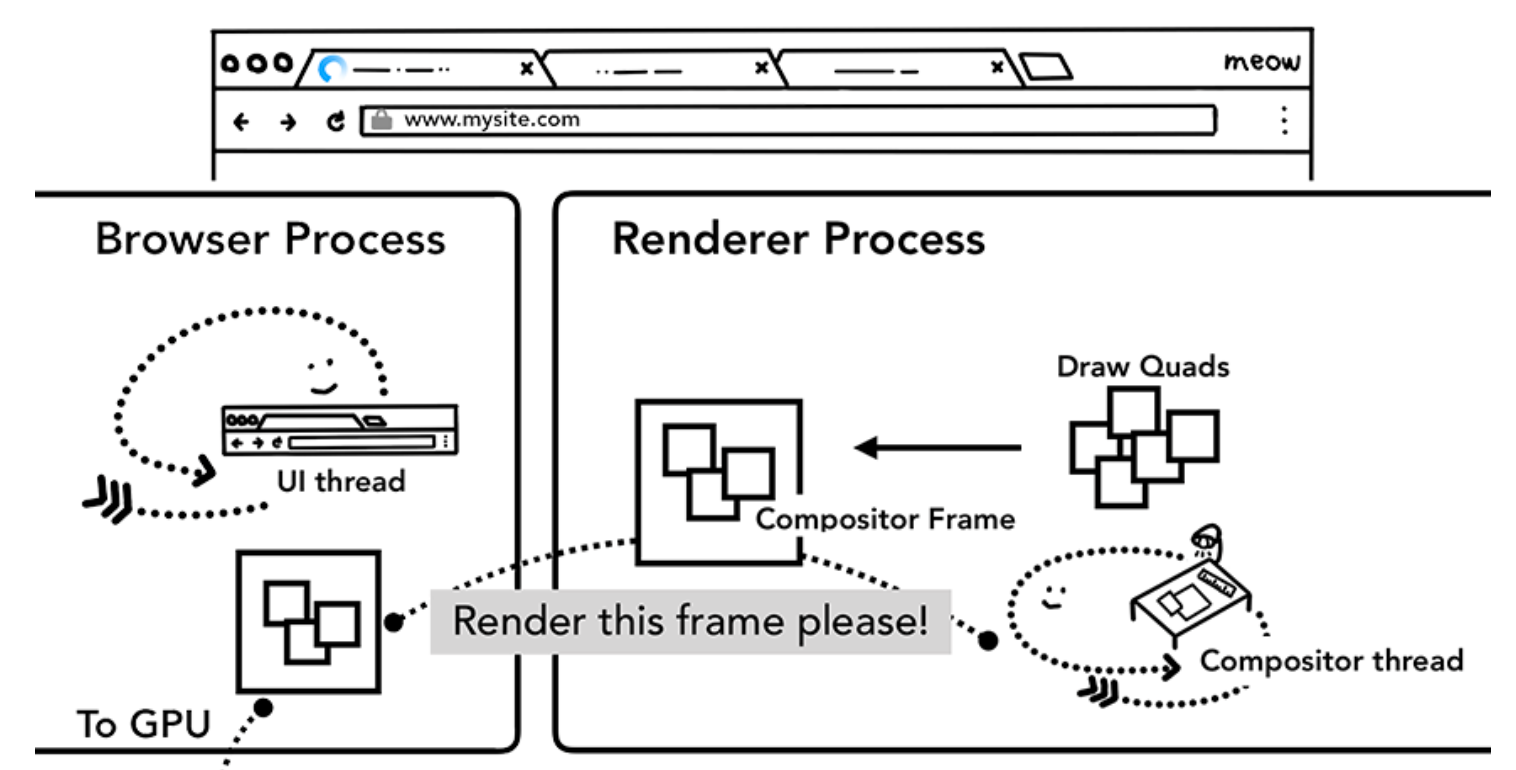 meow
www.mysite.com
Browser Process
UI thread
To GPU
Renderer Process
Draw Quads
Compositor Frame
Render this frame please!
Compositor thread